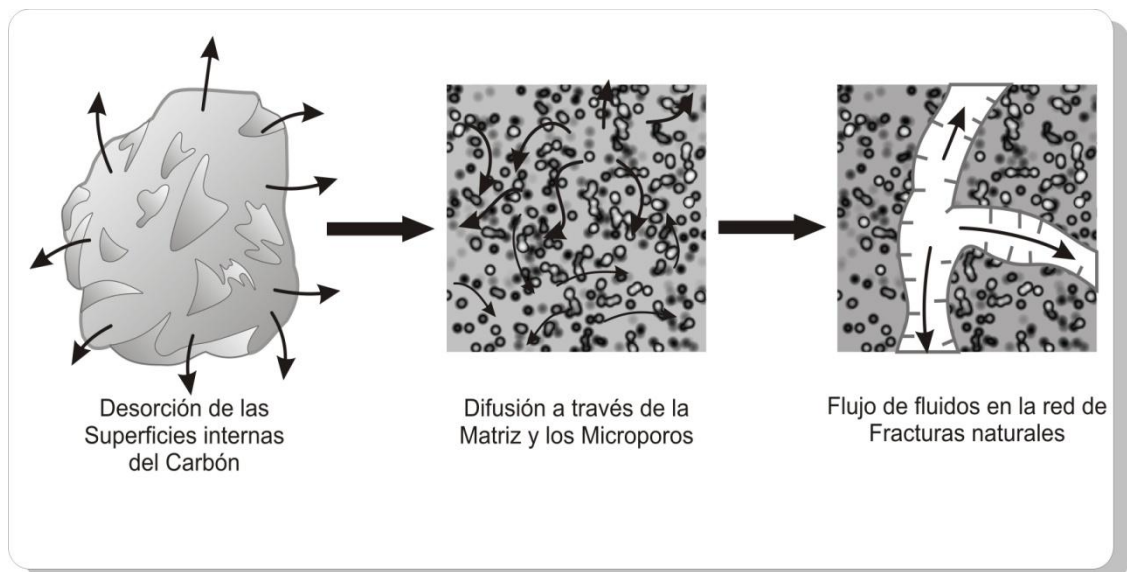 Desorción de las
Superficies internas
del Carbón
Difusión a través de la
Matriz y los Microporos
Flujo de fluidos en la red de
Fracturas naturales